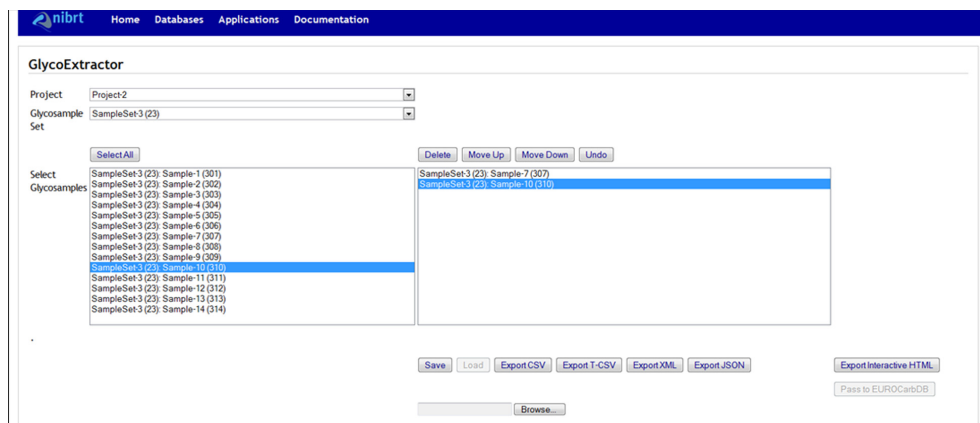 nibrt Home Databases Applications Documentation
GlycoExtractor
Project Project-2
Glycosample Set SampleSet-3 (23)
Select All
Delete Move Up Move Down Undo
Select Glycosamples
SampleSet-3 (23): Sample-1 (301)
SampleSet-3 (23): Sample-2 (302)
SampleSet-3 (23): Sample-3 (303)
SampleSet-3 (23): Sample-4 (304)
SampleSet-3 (23): Sample-5 (305)
SampleSet-3 (23): Sample-6 (306)
SampleSet-3 (23): Sample-7 (307)
SampleSet-3 (23): Sample-8 (308)
SampleSet-3 (23): Sample-9 (309)
SampleSet-3 (23): Sample-10 (310)
SampleSet-3 (23): Sample-11 (311)
SampleSet-3 (23): Sample-12 (312)
SampleSet-3 (23): Sample-13 (313)
SampleSet-3 (23): Sample-14 (314)
SampleSet-3 (23): Sample-7 (307)
SampleSet-3 (23): Sample-10 (310)
.
Save Load Export CSV Export T-CSV Export XML Export JSON Export Interactive HTML
Pass to EUROCarbDB
Browse...